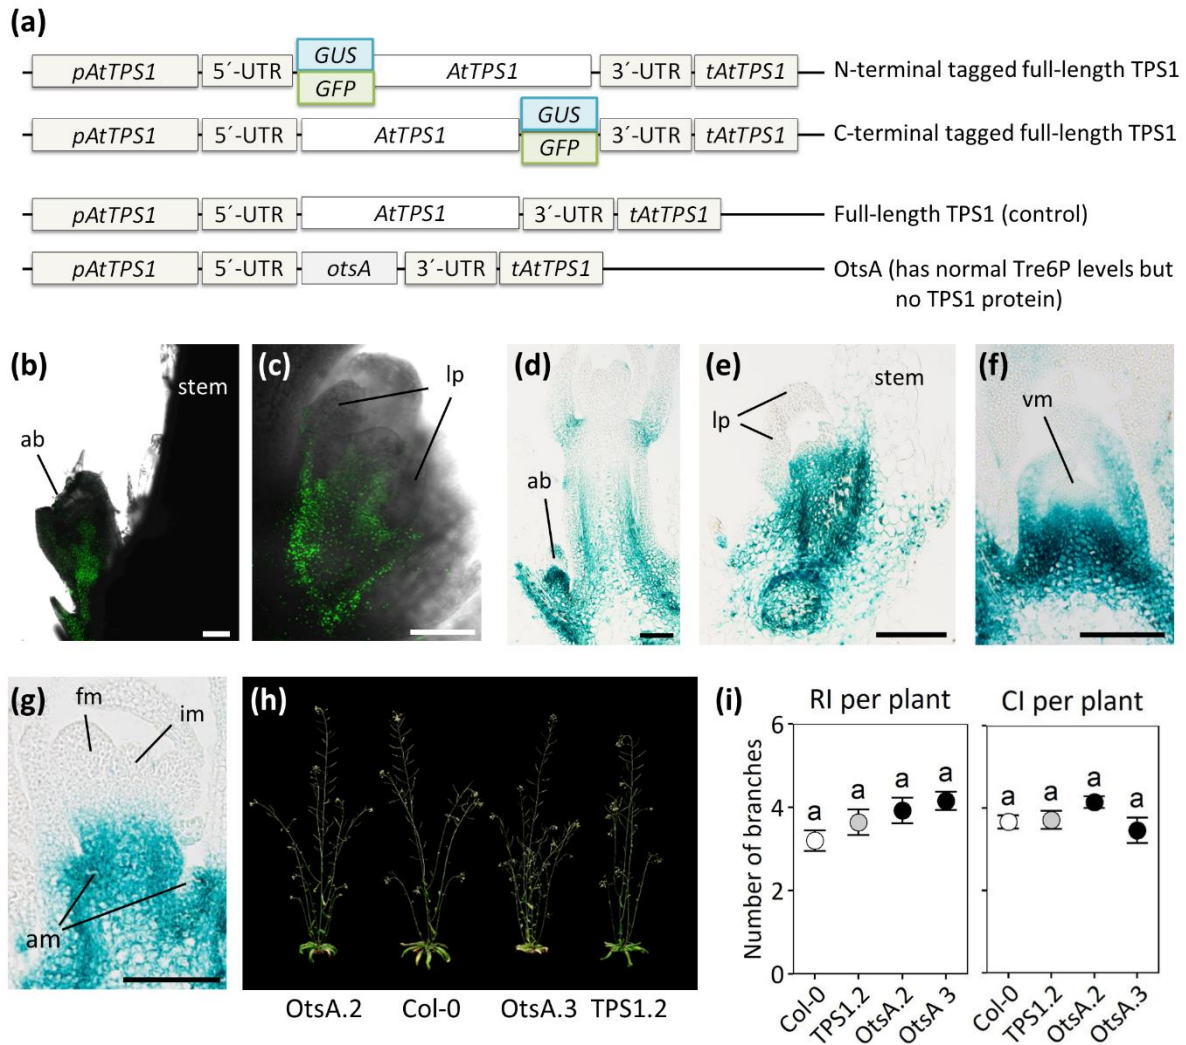 (a)
pAtTPS1 5´-UTR GUS GFP AtTPS1 3´-UTR tAtTPS1 N-terminal tagged full-length TPS1
pAtTPS1 5´-UTR AtTPS1 GUS GFP 3´-UTR tAtTPS1 C-terminal tagged full-length TPS1
pAtTPS1 5´-UTR AtTPS1 3´-UTR tAtTPS1 Full-length TPS1 (control)
pAtTPS1 5´-UTR otsA 3´-UTR tAtTPS1 OtsA (has normal Tre6P levels but
no TPS1 protein)
(b)
stem
ab
(c)
lp
(d)
ab
(e)
stem
lp
(f)
vm
(g)
fm
im
am
(h)
OtsA.2 Col-0 OtsA.3 TPS1.2
(i)
RI per plant CI per plant
Number of branches
6
4
2
0
a a a a
a a a a
Col-0 TPS1.2 OtsA.2 OtsA 3
Col-0 TPS1.2 OtsA.2 OtsA.3